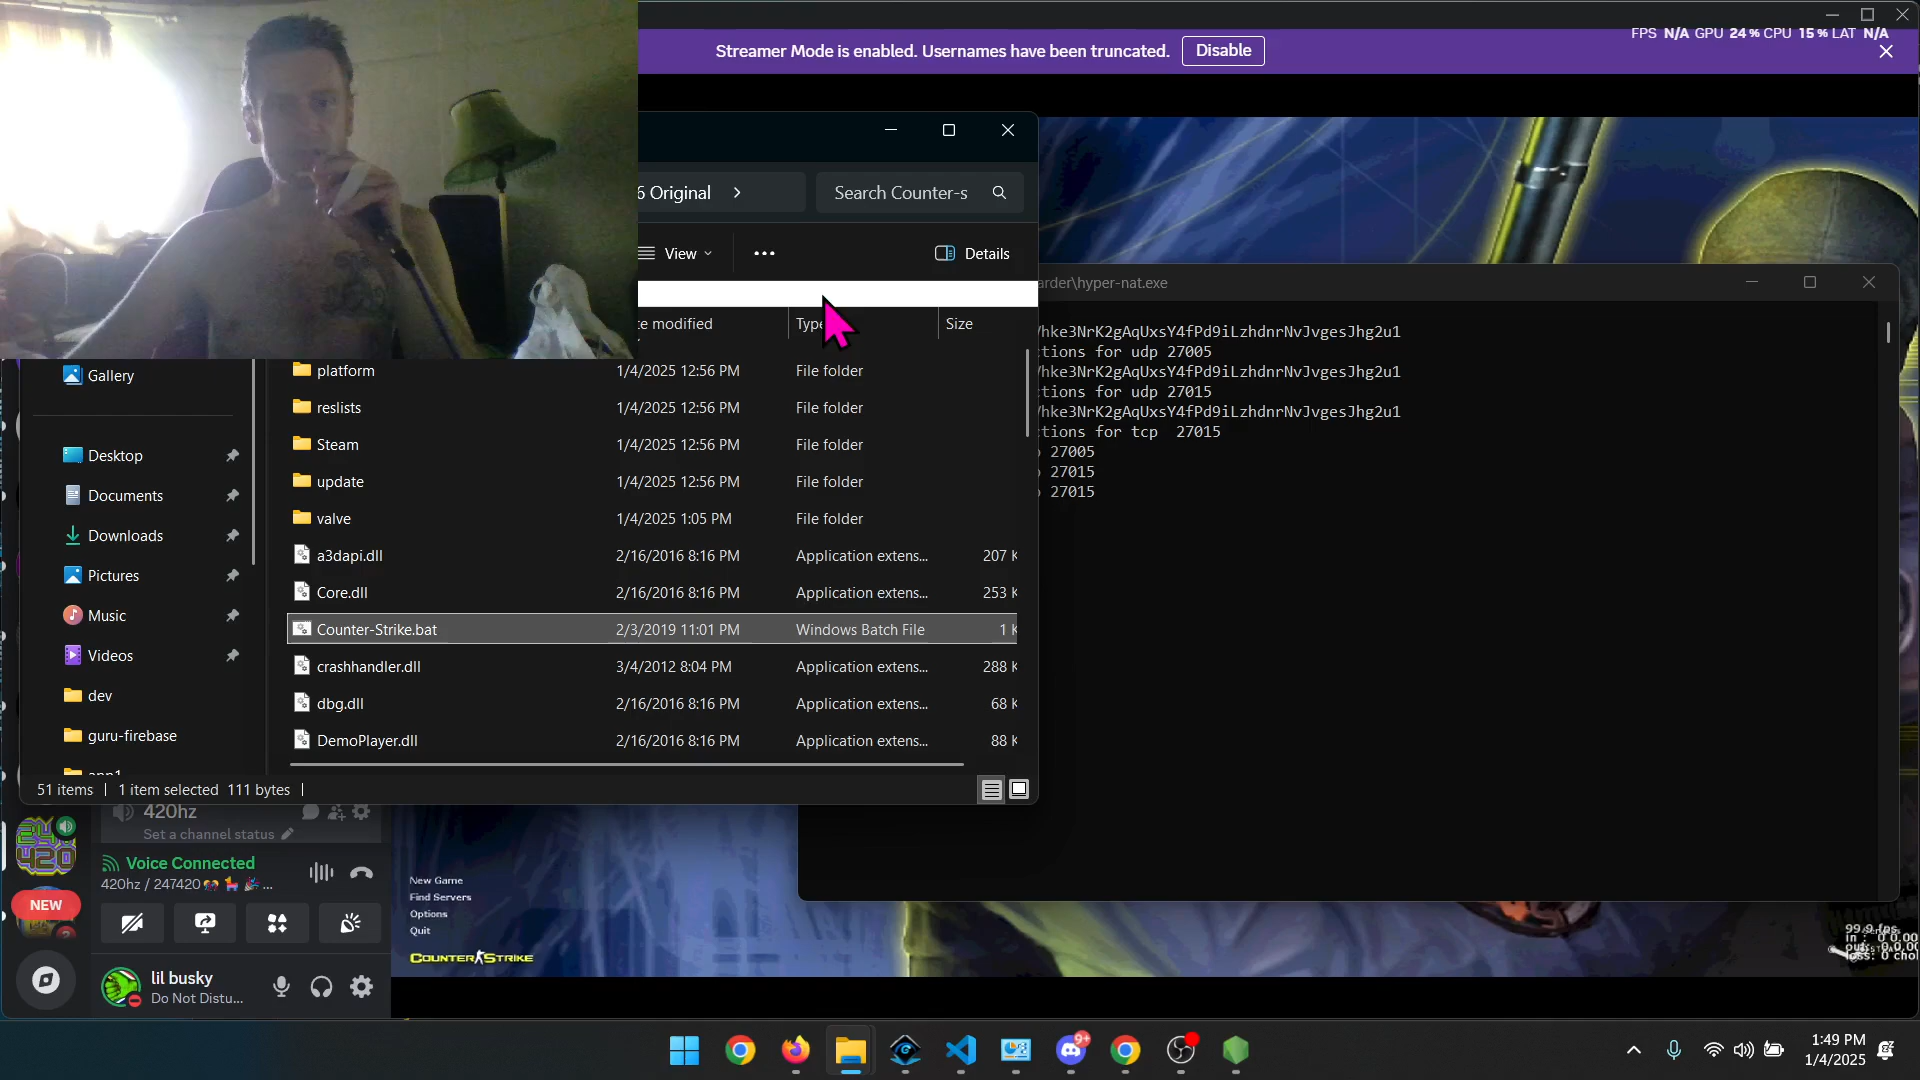 Streamer Mode is enabled. Usernames have been truncated.
Disable
FPS N/A GPU 24 % CPU 15 % LAT N/A
6 Original
Search Counter-s
View
Details
te modified
Type
Size
platform 1/4/2025 12:56 PM File folder
reslists 1/4/2025 12:56 PM File folder
Steam 1/4/2025 12:56 PM File folder
update 1/4/2025 12:56 PM File folder
valve 1/4/2025 1:05 PM File folder
a3dapi.dll 2/16/2016 8:16 PM Application extens... 207 K
Core.dll 2/16/2016 8:16 PM Application extens... 253 K
Counter-Strike.bat 2/3/2019 11:01 PM Windows Batch File 1 K
crashhandler.dll 3/4/2012 8:04 PM Application extens... 288 K
dbg.dll 2/16/2016 8:16 PM Application extens... 68 K
DemoPlayer.dll 2/16/2016 8:16 PM Application extens... 88 K
Gallery
Desktop
Documents
Downloads
Pictures
Music
Videos
dev
guru-firebase
51 items
1 item selected 111 bytes
arder\hyper-nat.exe
hke3NrK2gAqUxsY4fPd9iLzhdnrNvJvgesJhg2u1
tions for udp 27005
hke3NrK2gAqUxsY4fPd9iLzhdnrNvJvgesJhg2u1
tions for udp 27015
hke3NrK2gAqUxsY4fPd9iLzhdnrNvJvgesJhg2u1
tions for tcp 27015
27005
27015
27015
420hz
Set a channel status
Voice Connected
420hz / 247420
NEW
lil busky
Do Not Distu...
New Game
Find Servers
Options
Quit
COUNTER STRIKE
9+
1:49 PM
1/4/2025